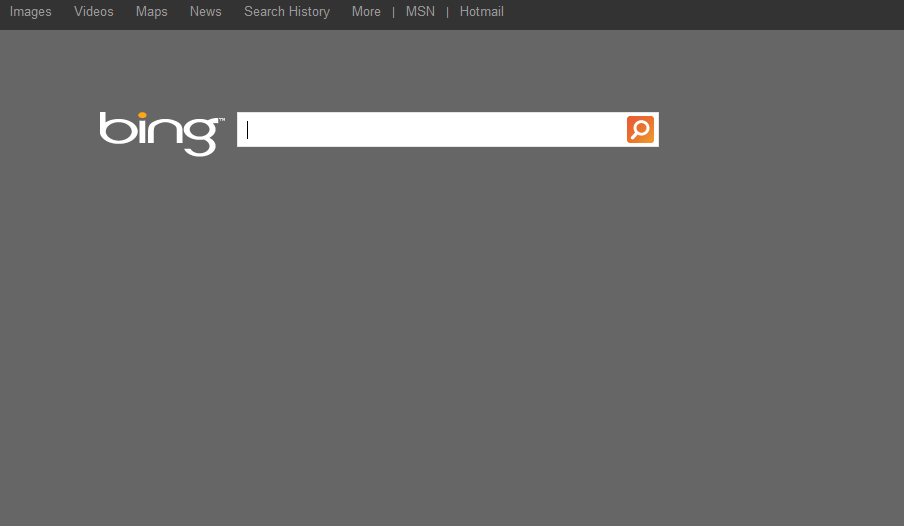 Images Videos Maps News Search History More | MSN | Hotmail
bing™